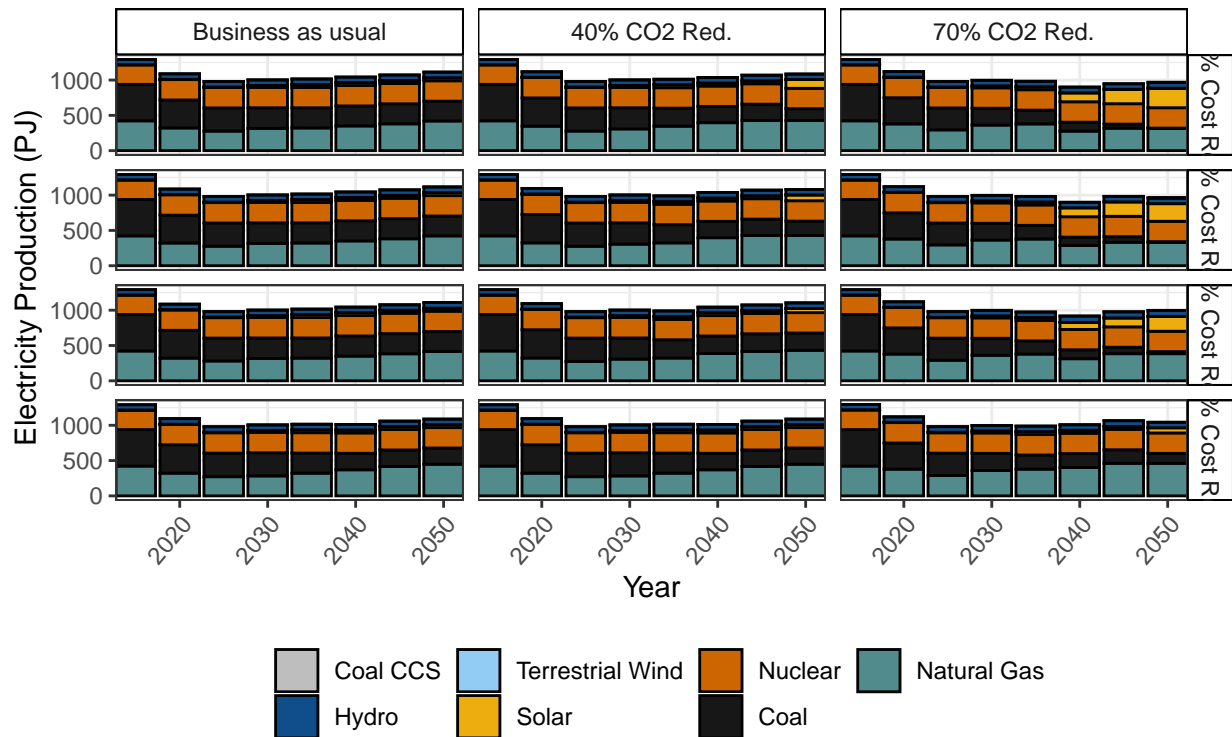 Business as usual 40% CO2 Red. 70% CO2 Red.
Electricity Production (PJ)
1000
500
0
% Cost R
1000
500
0
% Cost R
1000
500
0
% Cost R
1000
500
0
% Cost R
2020 2030 2040 2050 2020 2030 2040 2050 2020 2030 2040 2050
Year
Coal CCS Terrestrial Wind Nuclear Natural Gas
Hydro Solar Coal